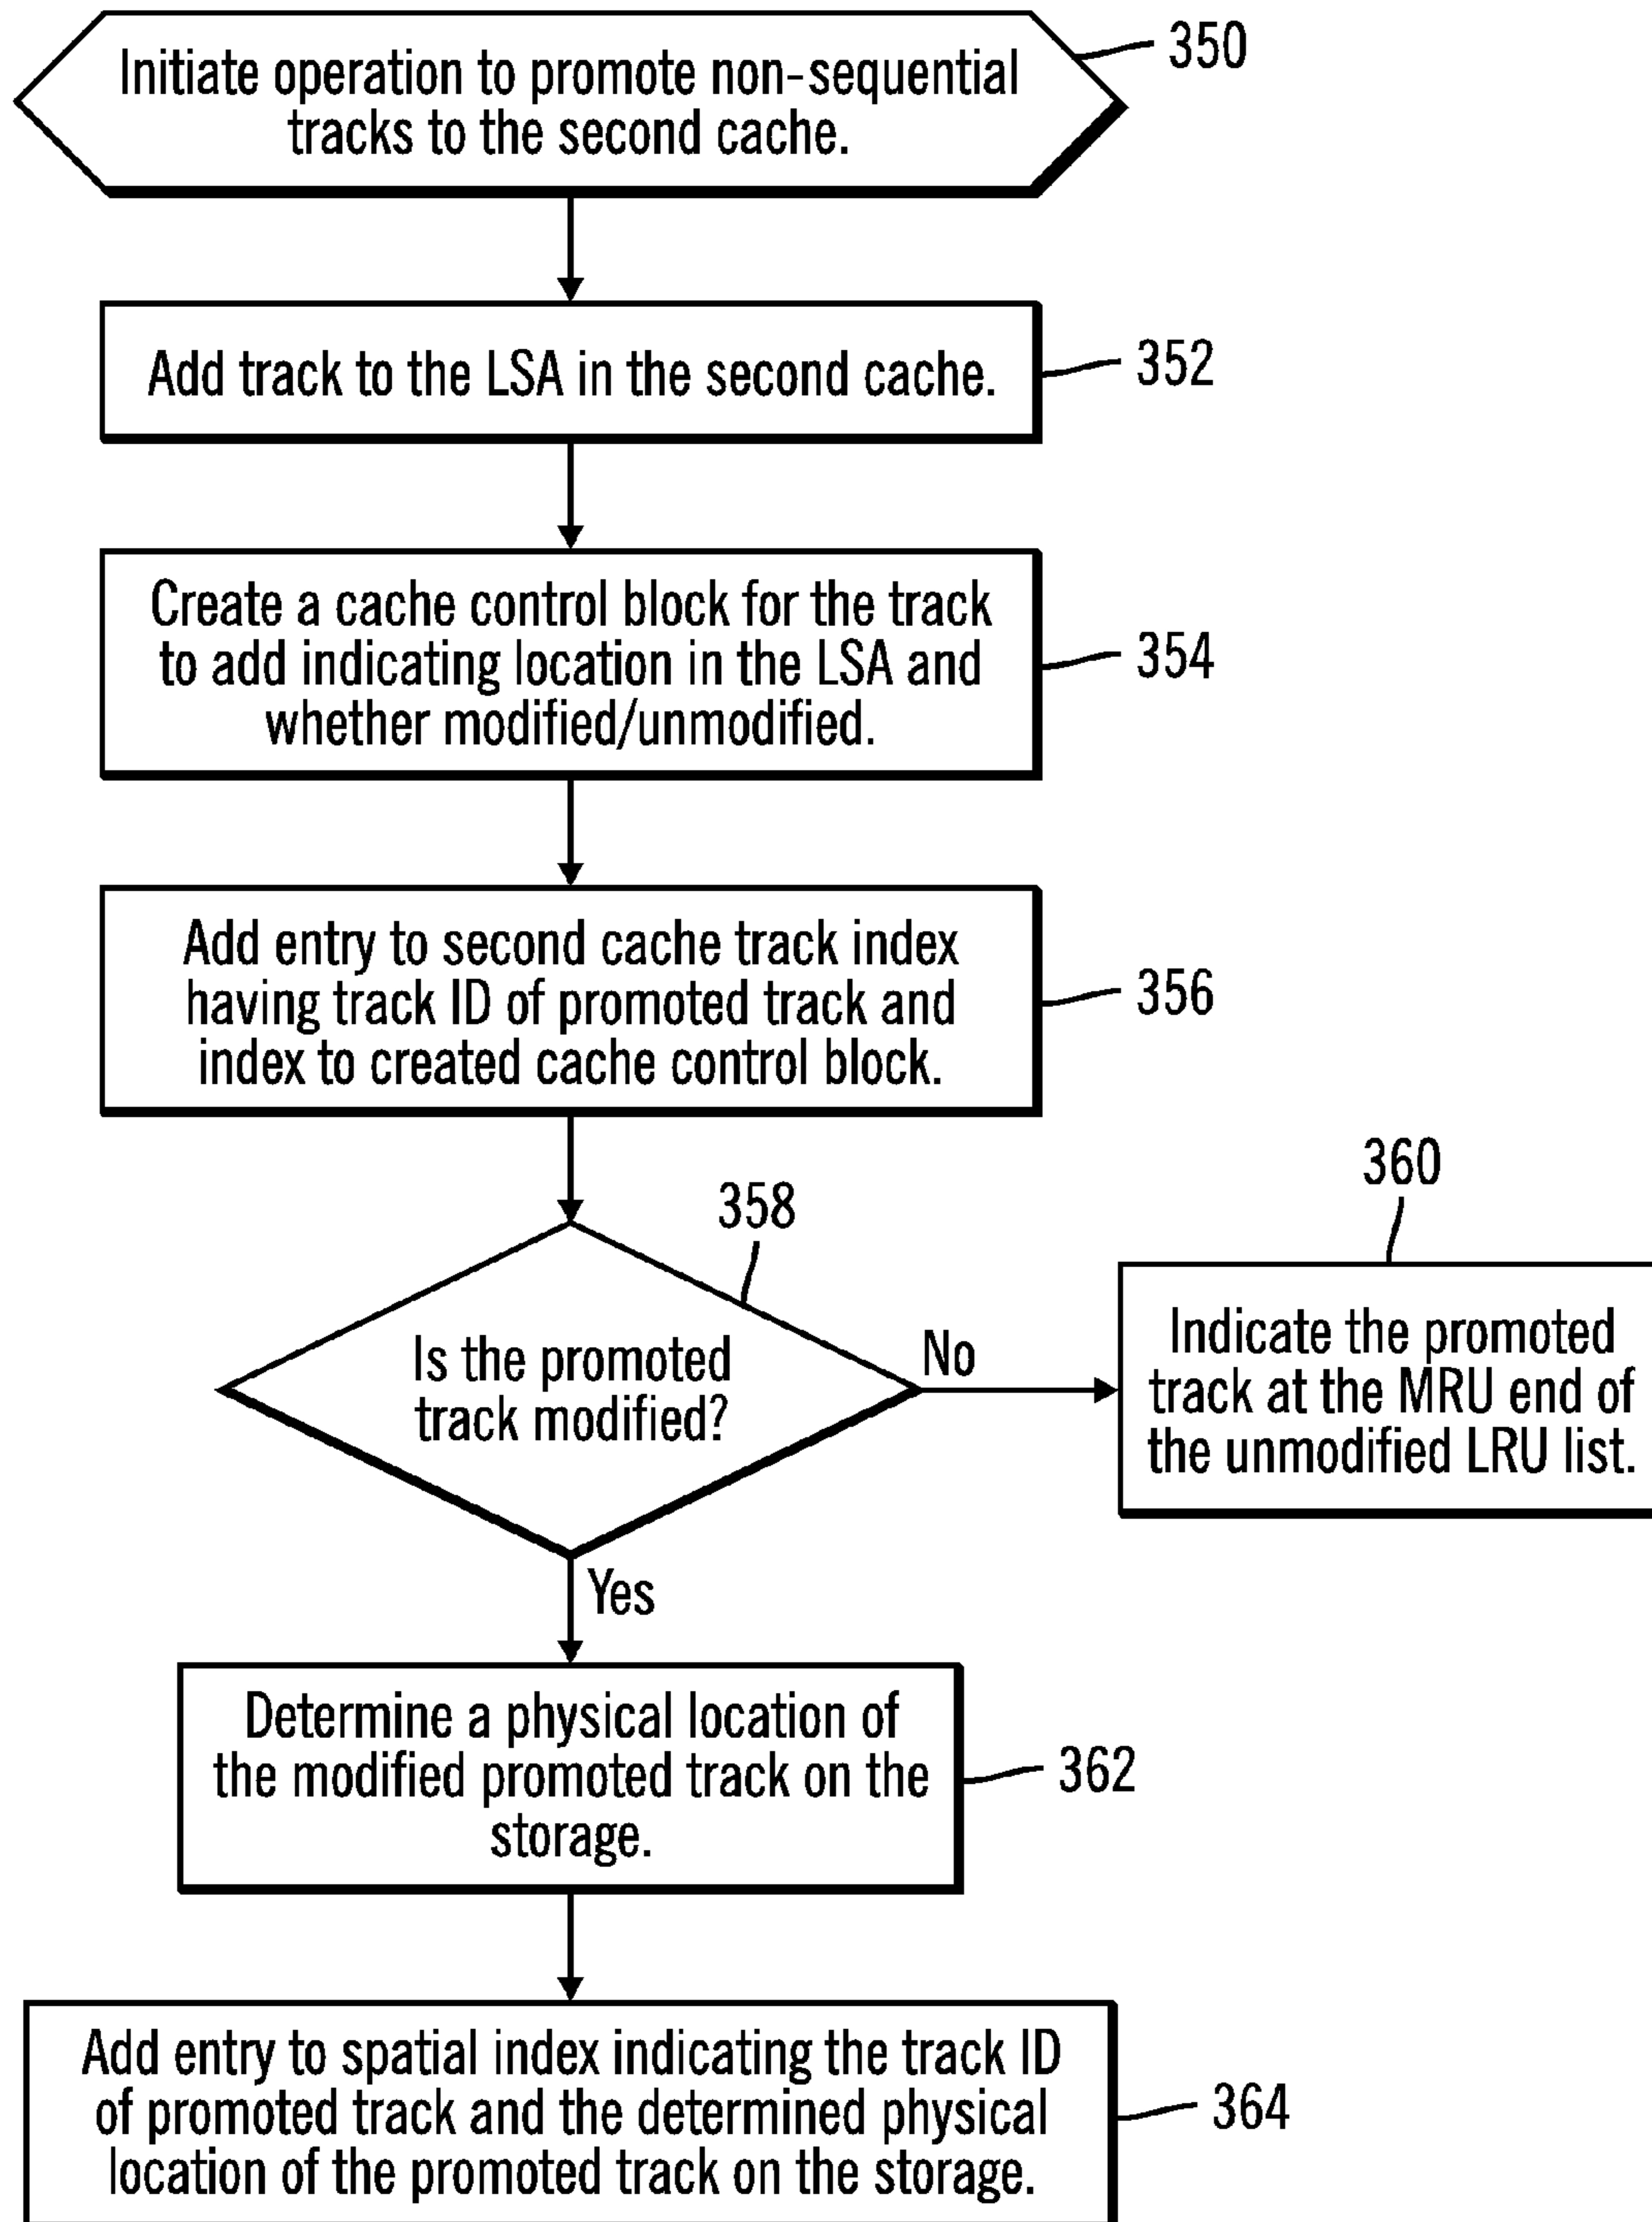 Initiate operation to promote non-sequential
tracks to the second cache.
350
Add track to the LSA in the second cache.
352
Create a cache control block for the track
to add indicating location in the LSA and
whether modified/unmodified.
354
Add entry to second cache track index
having track ID of promoted track and
index to created cache control block.
356
358
Is the promoted
track modified?
No
360
Indicate the promoted
track at the MRU end of
the unmodified LRU list.
Yes
Determine a physical location of
the modified promoted track on the
storage.
362
Add entry to spatial index indicating the track ID
of promoted track and the determined physical
location of the promoted track on the storage.
364